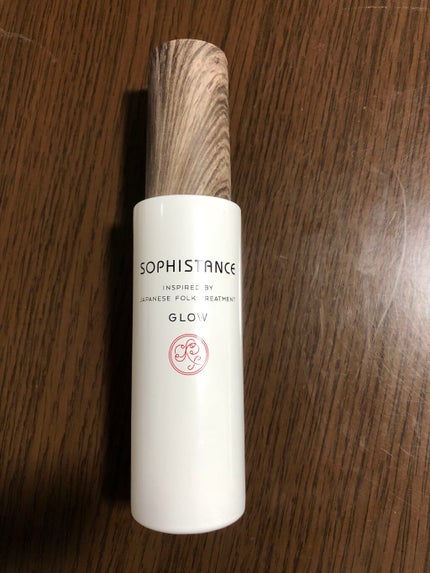 SOPHISTANCE
INSPIRED BY
JAPANESE FOLK TREATMENT
GLOW